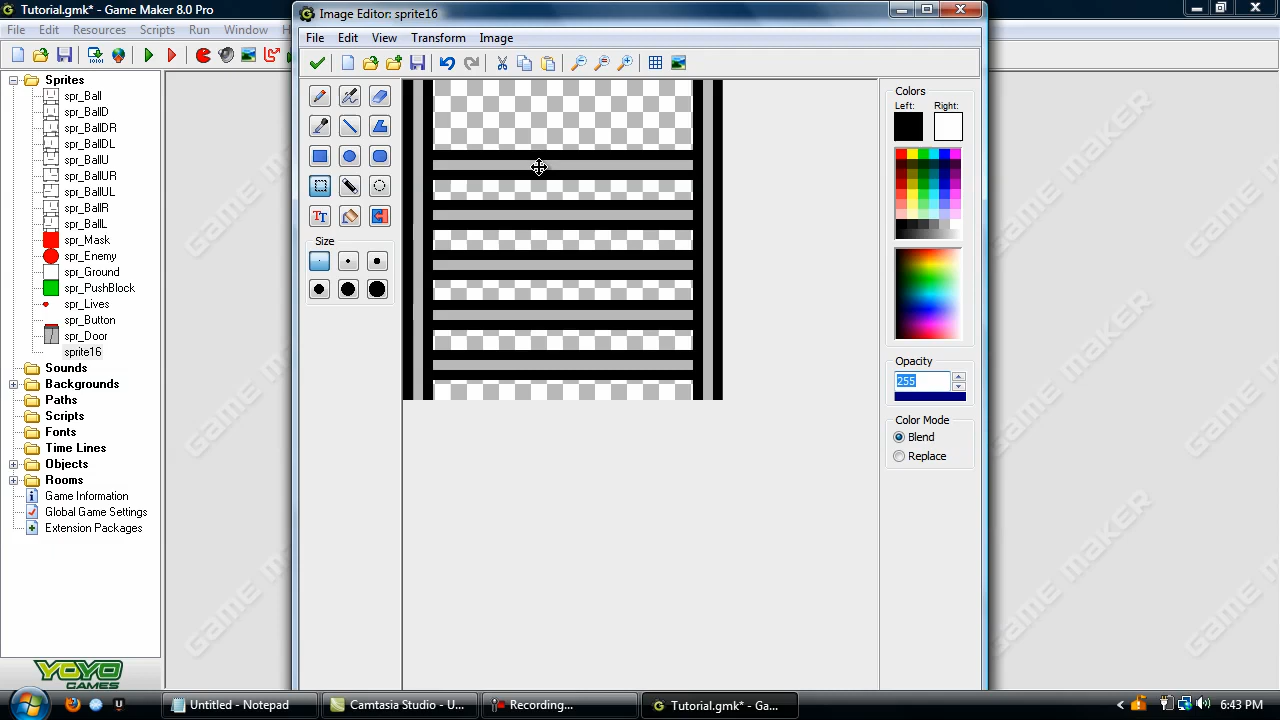 Tutorial.gmk* - Game Maker 8.0 Pro
File Edit Resources Scripts Run Window
Sprites
spr_Ball
spr_BallD
spr_BallDR
spr_BallDL
spr_BallU
spr_BallUR
spr_BallUL
spr_BallR
spr_BallL
spr_Mask
spr_Enemy
spr_Ground
spr_PushBlock
spr_Lives
spr_Button
spr_Door
sprite16
Sounds
Backgrounds
Paths
Scripts
Fonts
Time Lines
Objects
Rooms
Game Information
Global Game Settings
Extension Packages
YOYO
GAMES
Image Editor: sprite16
File Edit View Transform Image
Size
Colors
Left: Right:
Opacity
255
Color Mode
Blend
Replace
GAME MAKER
Untitled - Notepad
Camtasia Studio - U...
Recording...
Tutorial.gmk* - Ga...
6:43 PM